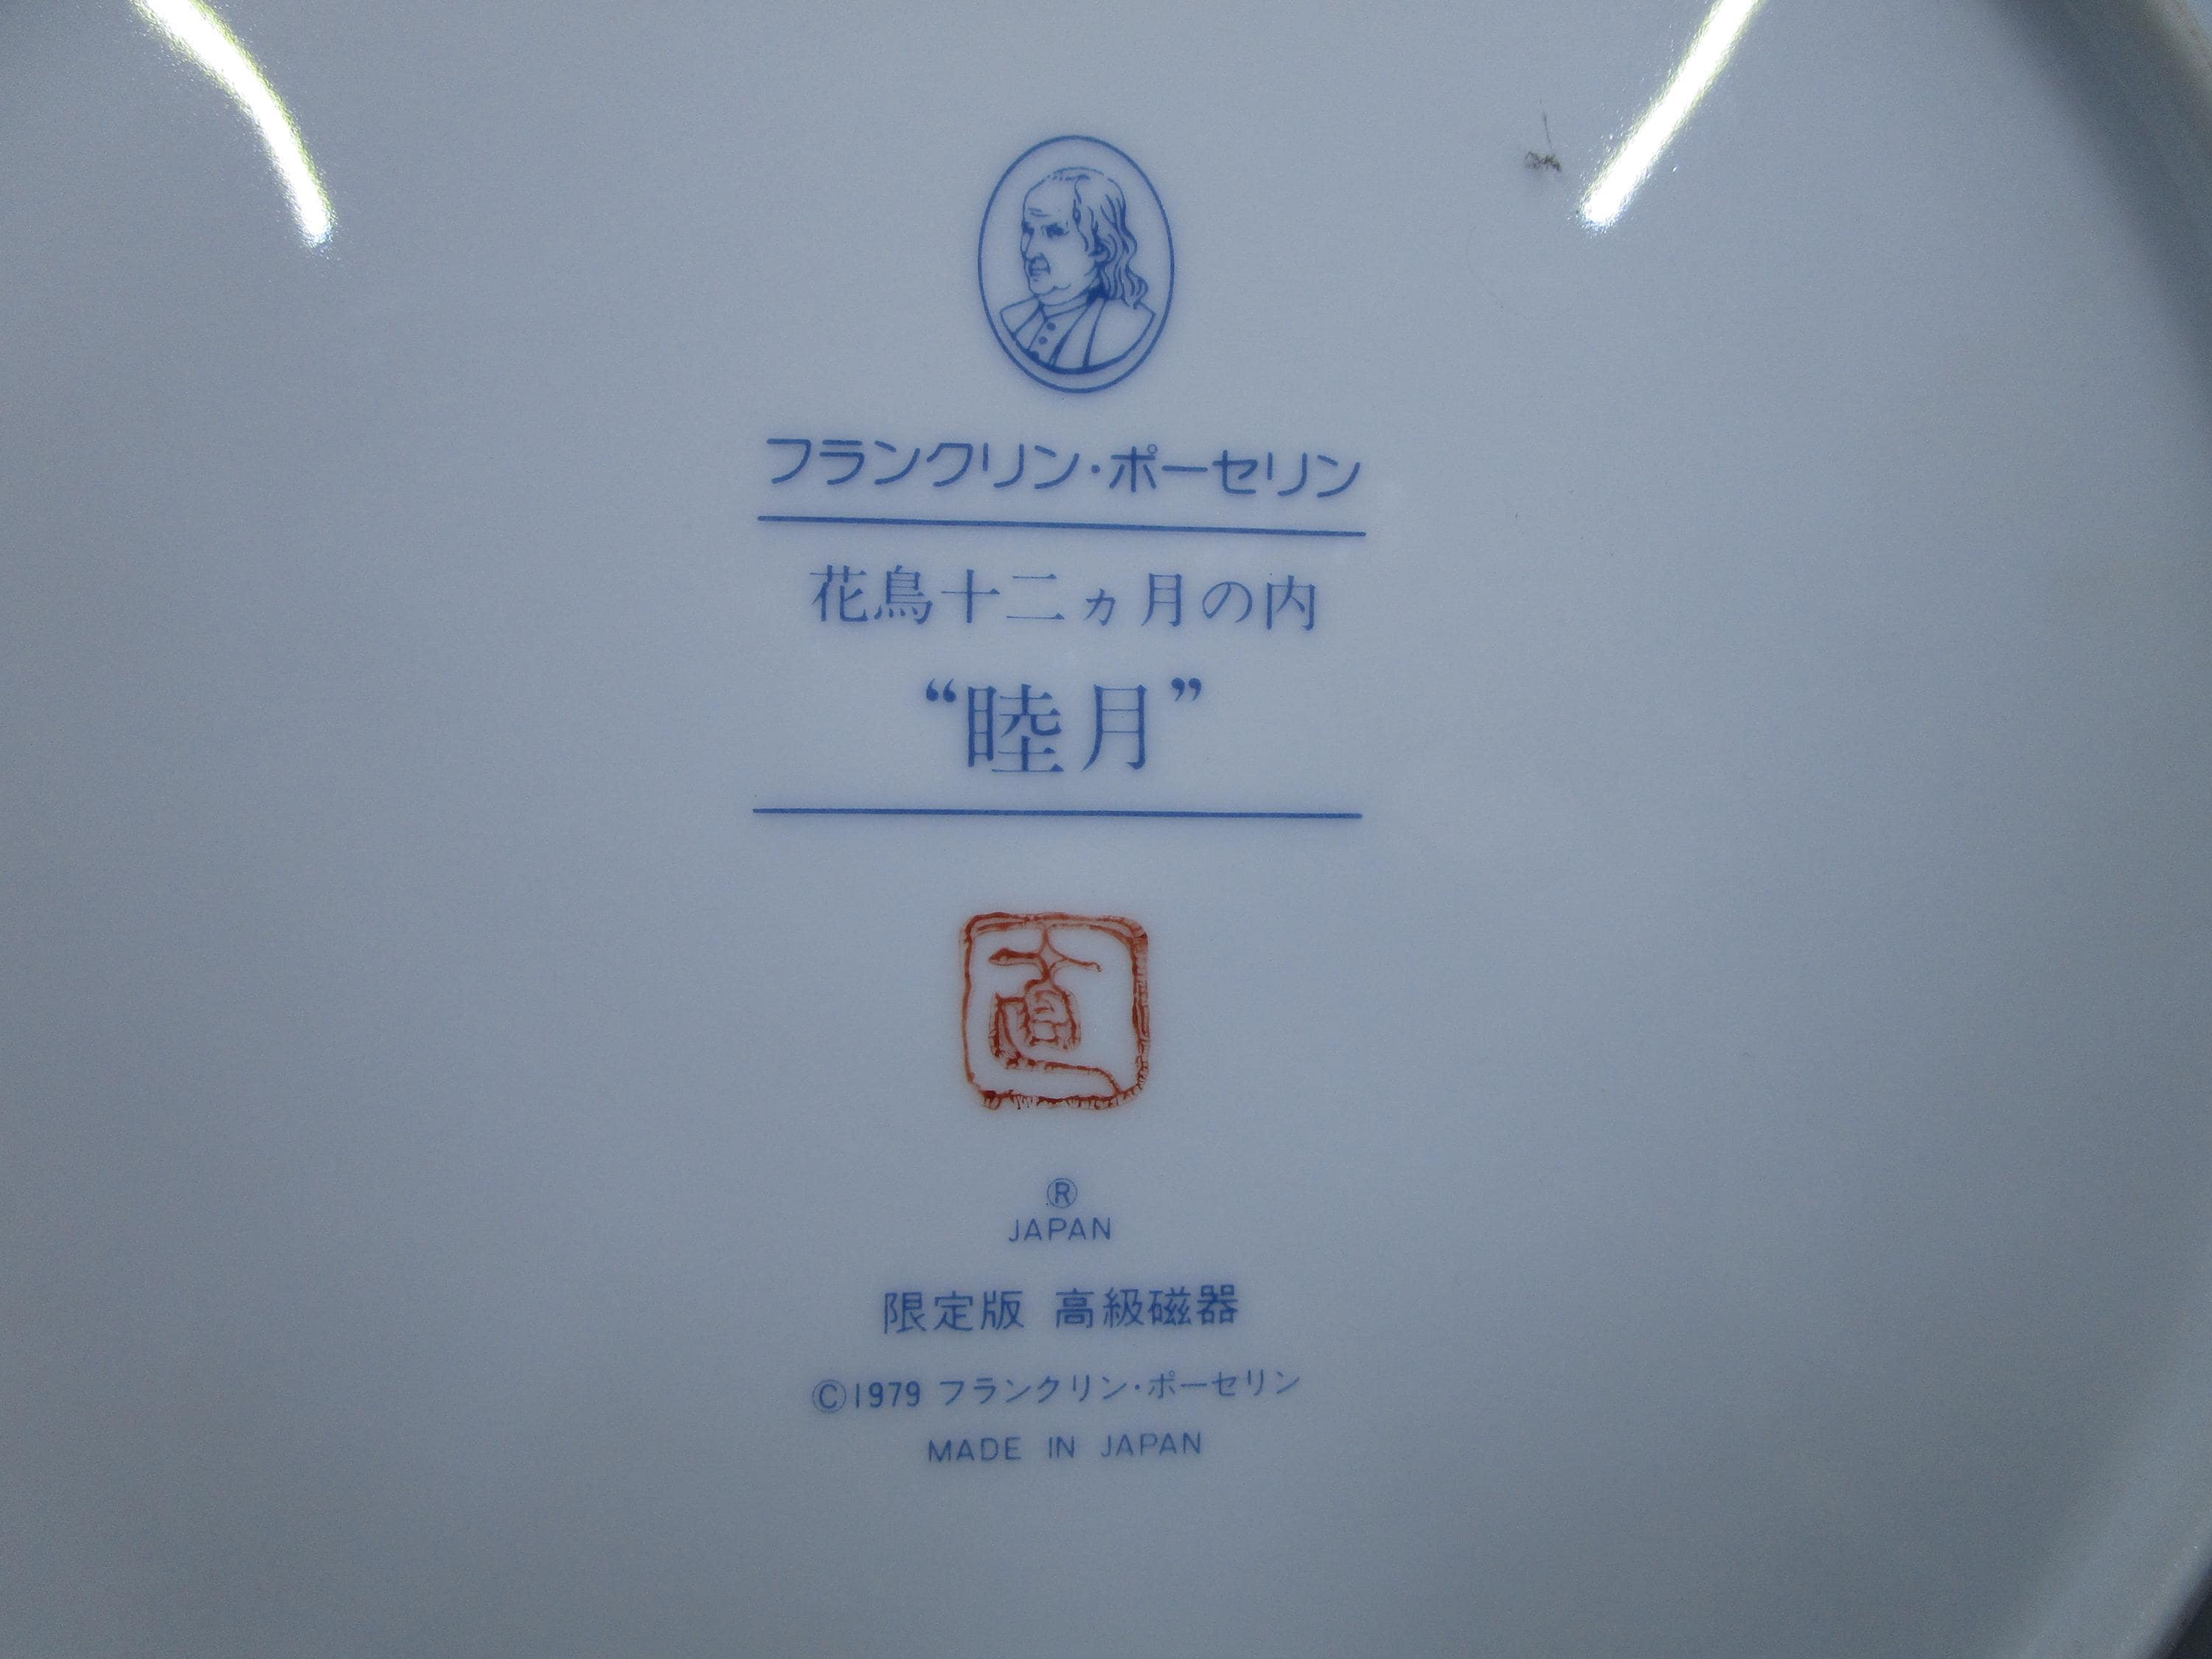 フランクリン・ポーセリン
花鳥十二ヵ月の内
“睦月”
®
JAPAN
限定版 高級磁器
©1979 フランクリン・ポーセリン
MADE IN JAPAN